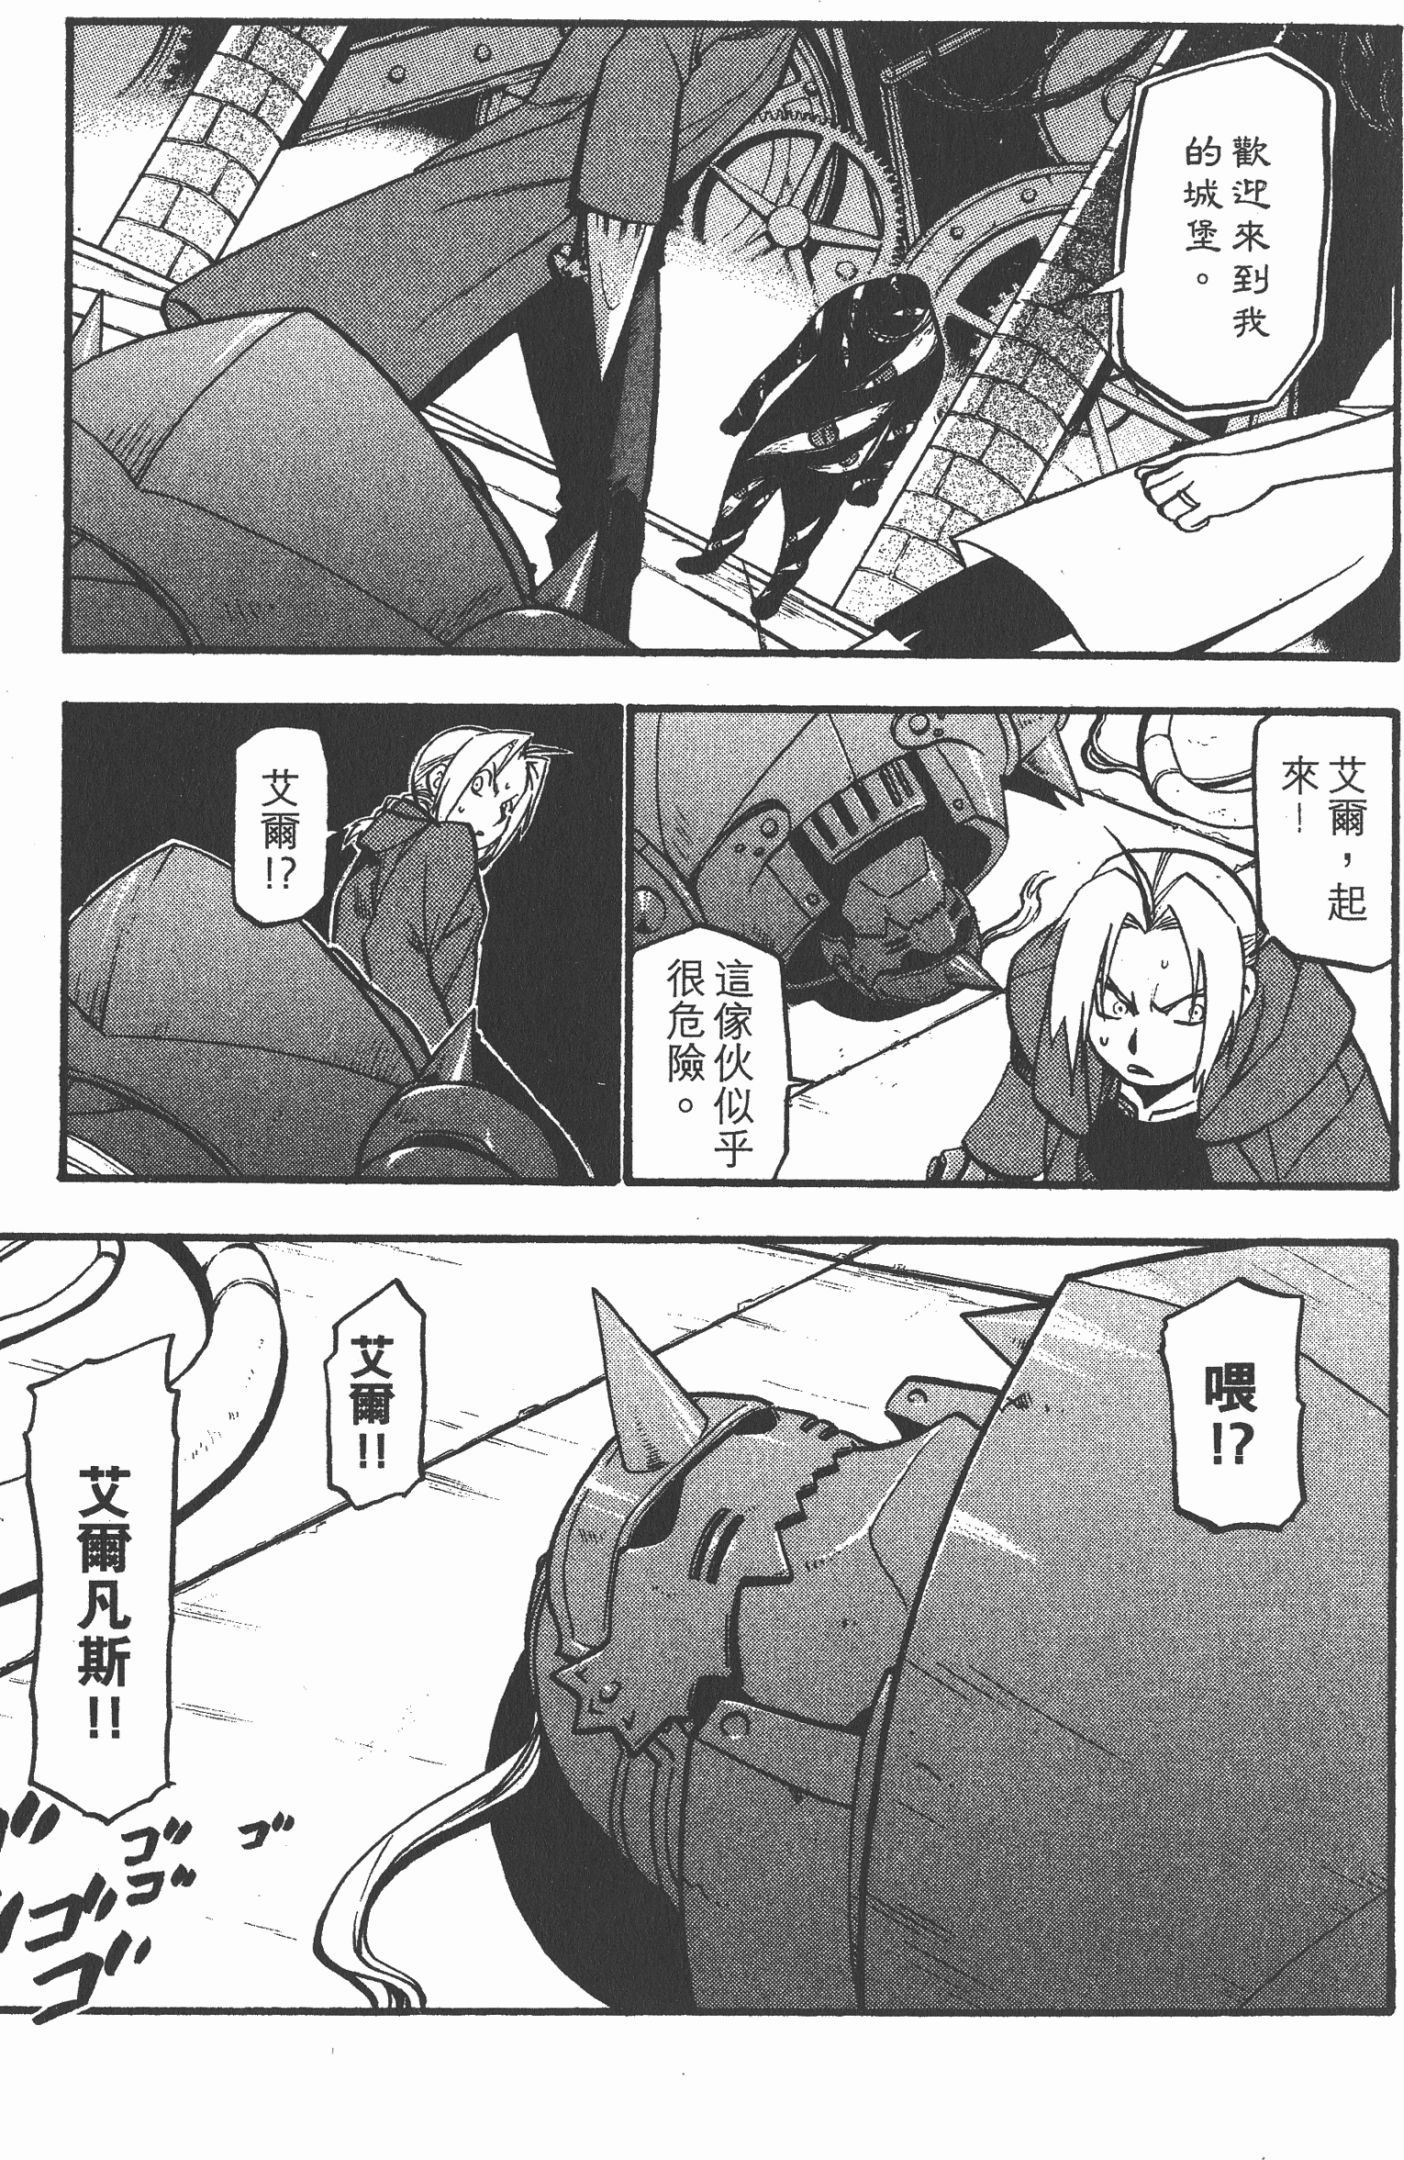 歡迎來到我
的城堡。
艾爾，起
來！
這傢伙似乎
很危險。
艾爾!?
喂!?
艾爾!!
艾爾凡斯!!
ゴ
ゴ
ゴ
ゴ
ゴ